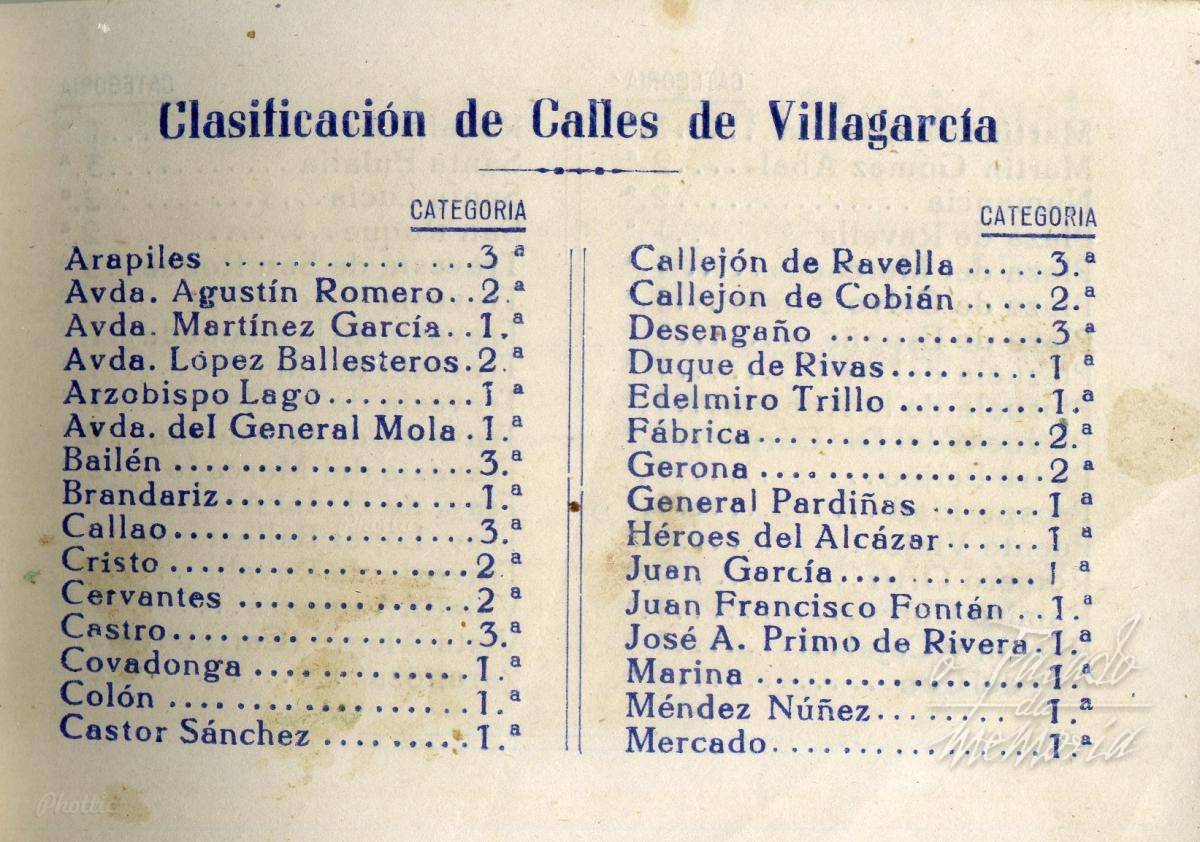 Clasificación de Calles de Villagarcía
CATEGORIA
Arapiles .............. 3 ª
Avda. Agustín Romero.. 2.ª
Avda. Martínez García.. 1.ª
Avda. López Ballesteros. 2.ª
Arzobispo Lago......... 1 ª
Avda. del General Mola . 1.ª
Bailén .................. 3.ª
Brandariz............... 1.ª
Callao.................. 3.ª
Cristo .................. 2 ª
Cervantes .............. 2 ª
Castro.................. 3.ª
Covadonga ............. 1.ª
Colón .................. 1.ª
Castor Sánchez ......... 1.ª
CATEGORIA
Callejón de Ravella ..... 3.ª
Callejón de Cobián ..... 2.ª
Desengaño ............. 3 ª
Duque de Rivas......... 1 ª
Edelmiro Trillo ......... 1.ª
Fábrica................. 2.ª
Gerona ................. 2 ª
General Pardiñas ....... 1 ª
Héroes del Alcázar...... 1 ª
Juan García............ 1 ª
Juan Francisco Fontán ... 1.ª
José A. Primo de Rivera. 1.ª
Marina ................. 1.ª
Méndez Núñez........ 1.ª
Mercado................ 1.ª
o Faiado
da
memoria
Phottic